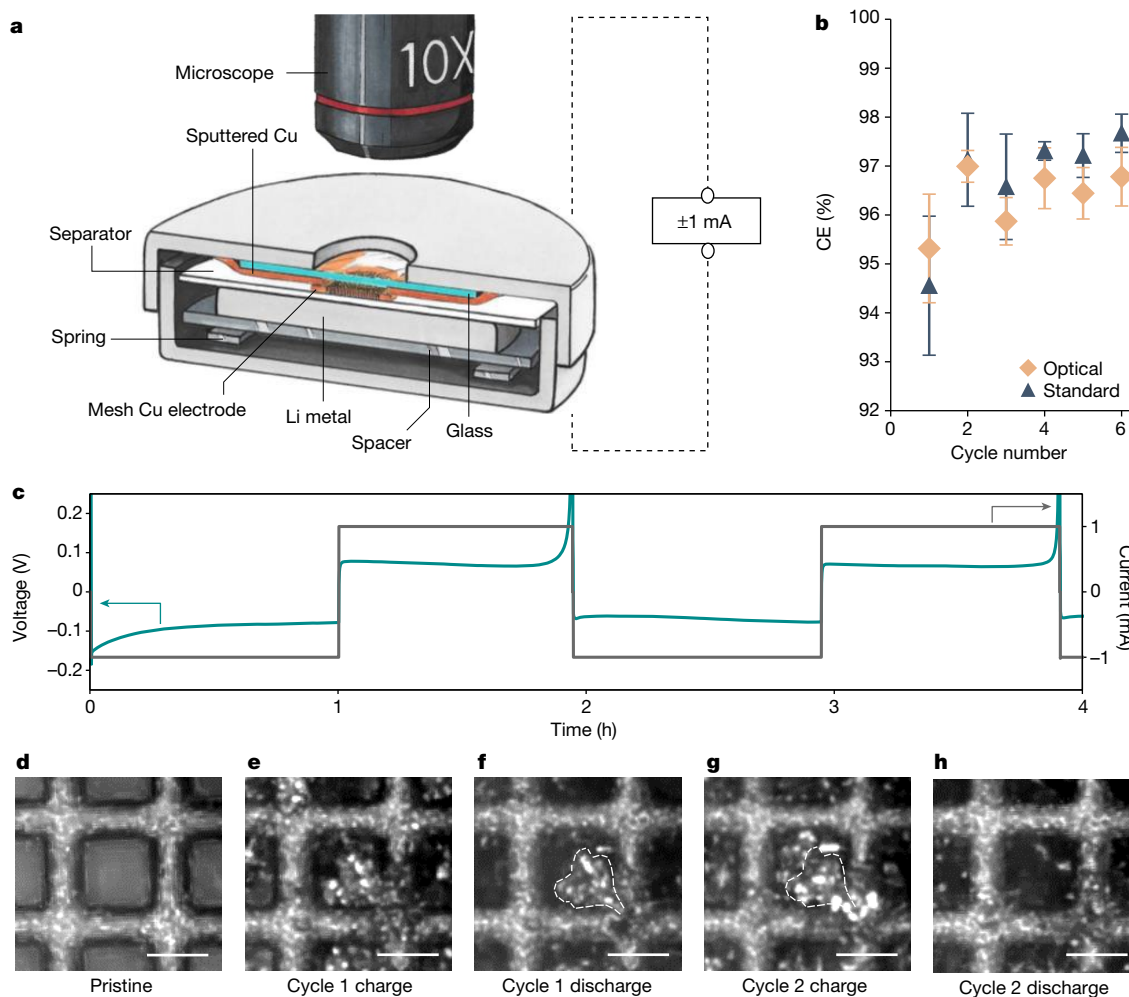 a
Microscope
10X
Sputtered Cu
Separator
±1 mA
Spring
Mesh Cu electrode
Li metal
Spacer
Glass
b
100
99
98
97
96
95
94
93
92
CE (%)
Optical
Standard
0
2
4
6
Cycle number
c
Voltage (V)
0.2
0.1
0
−0.1
−0.2
1
0
−1
Current (mA)
0
1
2
3
4
Time (h)
d
e
f
g
h
Pristine
Cycle 1 charge
Cycle 1 discharge
Cycle 2 charge
Cycle 2 discharge